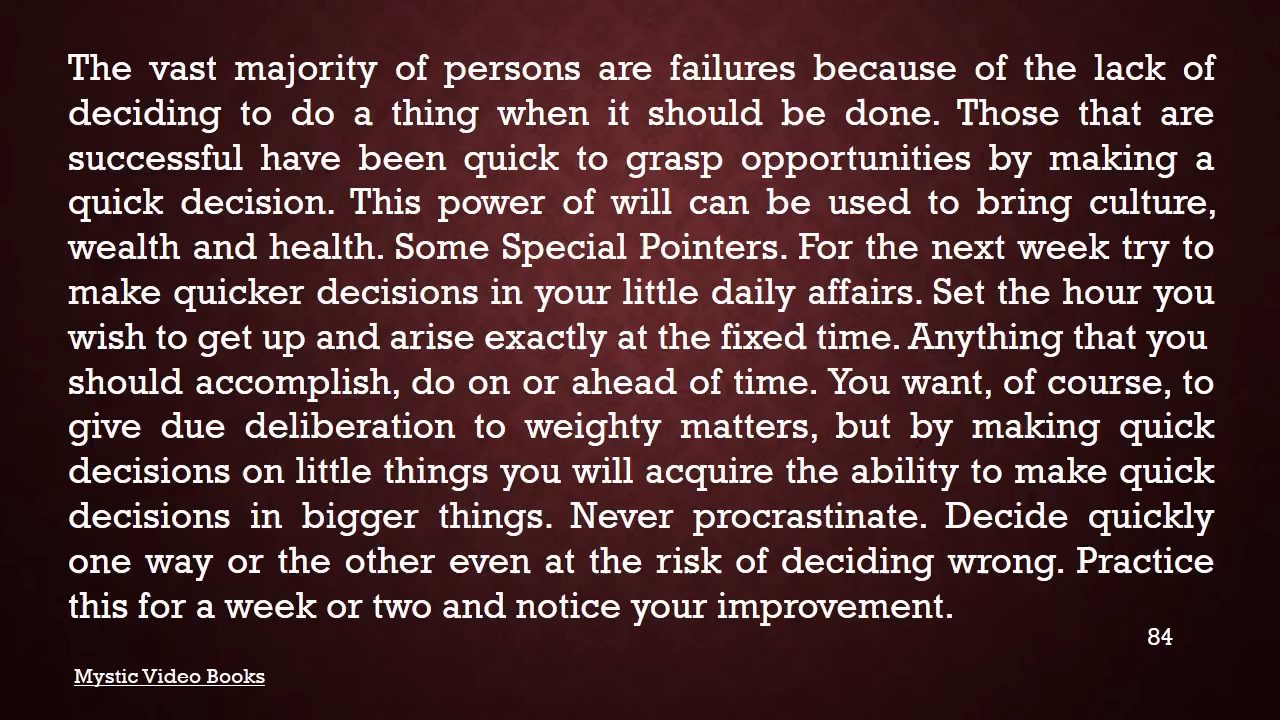 The vast majority of persons are failures because of the lack of
deciding to do a thing when it should be done. Those that are
successful have been quick to grasp opportunities by making a
quick decision. This power of will can be used to bring culture,
wealth and health. Some Special Pointers. For the next week try to
make quicker decisions in your little daily affairs. Set the hour you
wish to get up and arise exactly at the fixed time. Anything that you
should accomplish, do on or ahead of time. You want, of course, to
give due deliberation to weighty matters, but by making quick
decisions on little things you will acquire the ability to make quick
decisions in bigger things. Never procrastinate. Decide quickly
one way or the other even at the risk of deciding wrong. Practice
this for a week or two and notice your improvement.
84
Mystic Video Books